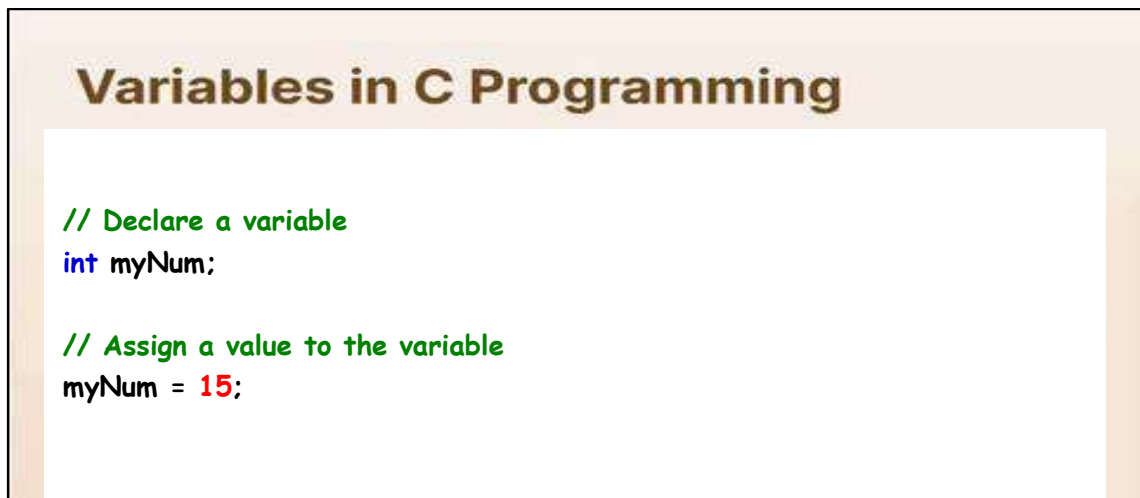 Variables in C Programming
// Declare a variable
int myNum;
// Assign a value to the variable
myNum = 15;